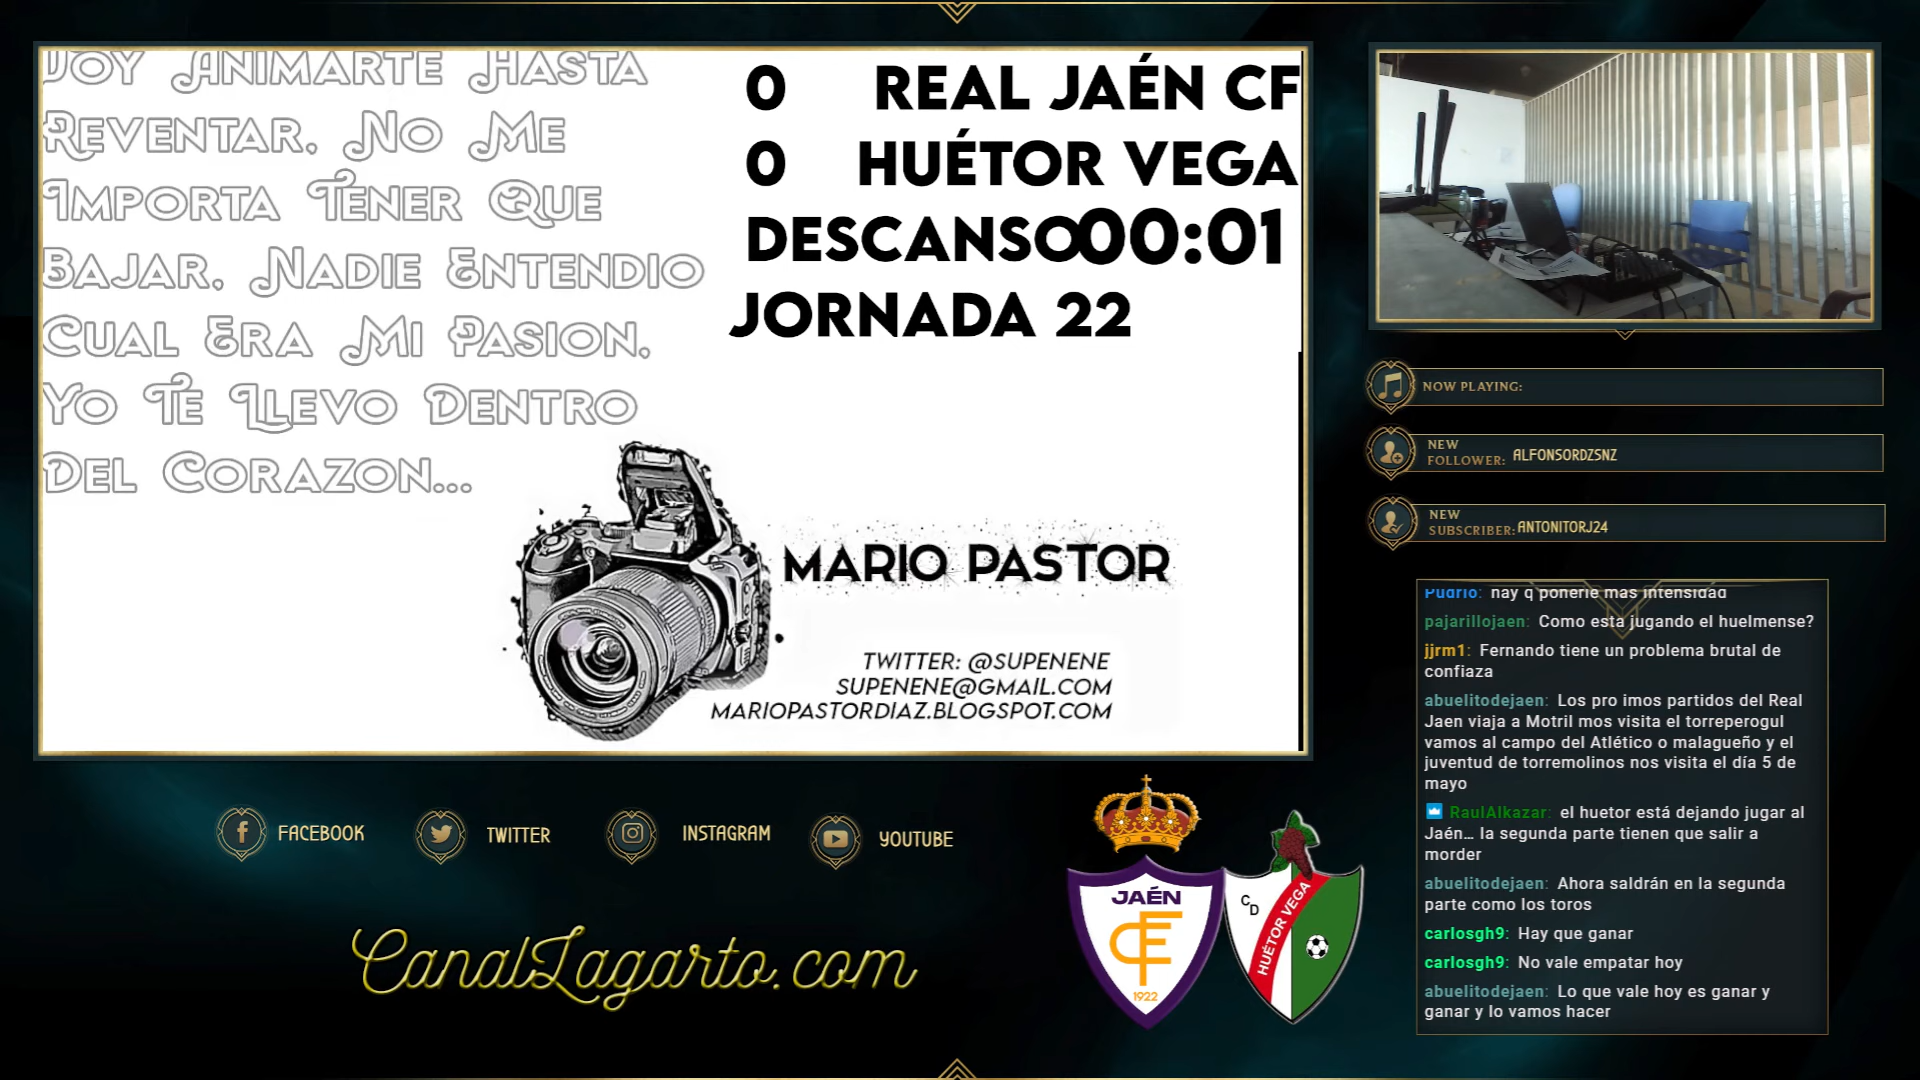 Voy Animarte Hasta
Reventar, No Me
Importa Tener Que
Bajar, Nadie Entendio
Cual Era Mi Pasion,
Yo Te Llevo Dentro
Del Corazon...
0 REAL JAÉN CF
0 HUÉTOR VEGA
DESCANSO 00:01
JORNADA 22
MARIO PASTOR
TWITTER: @SUPENENE
SUPENENE@GMAIL.COM
MARIOPASTORDIAZ.BLOGSPOT.COM
NOW PLAYING:
NEW
FOLLOWER: ALFONSORDZSNZ
NEW
SUBSCRIBER: ANTONITORJ24
Pudrio: hay q ponerle mas intensidad
pajarillojaen: Como esta jugando el huelmense?
jjrm1: Fernando tiene un problema brutal de
confiaza
abuelitodejaen: Los pro imos partidos del Real
Jaen viaja a Motril mos visita el torreperogul
vamos al campo del Atlético o malagueño y el
juventud de torremolinos nos visita el día 5 de
mayo
RaulAlkazar: el huetor está dejando jugar al
Jaén... la segunda parte tienen que salir a
morder
abuelitodejaen: Ahora saldrán en la segunda
parte como los toros
carlosgh9: Hay que ganar
carlosgh9: No vale empatar hoy
abuelitodejaen: Lo que vale hoy es ganar y
ganar y lo vamos hacer
FACEBOOK
TWITTER
INSTAGRAM
YOUTUBE
CanalLagarto.com
JAÉN
CF
1922
CD
HUÉTOR VEGA